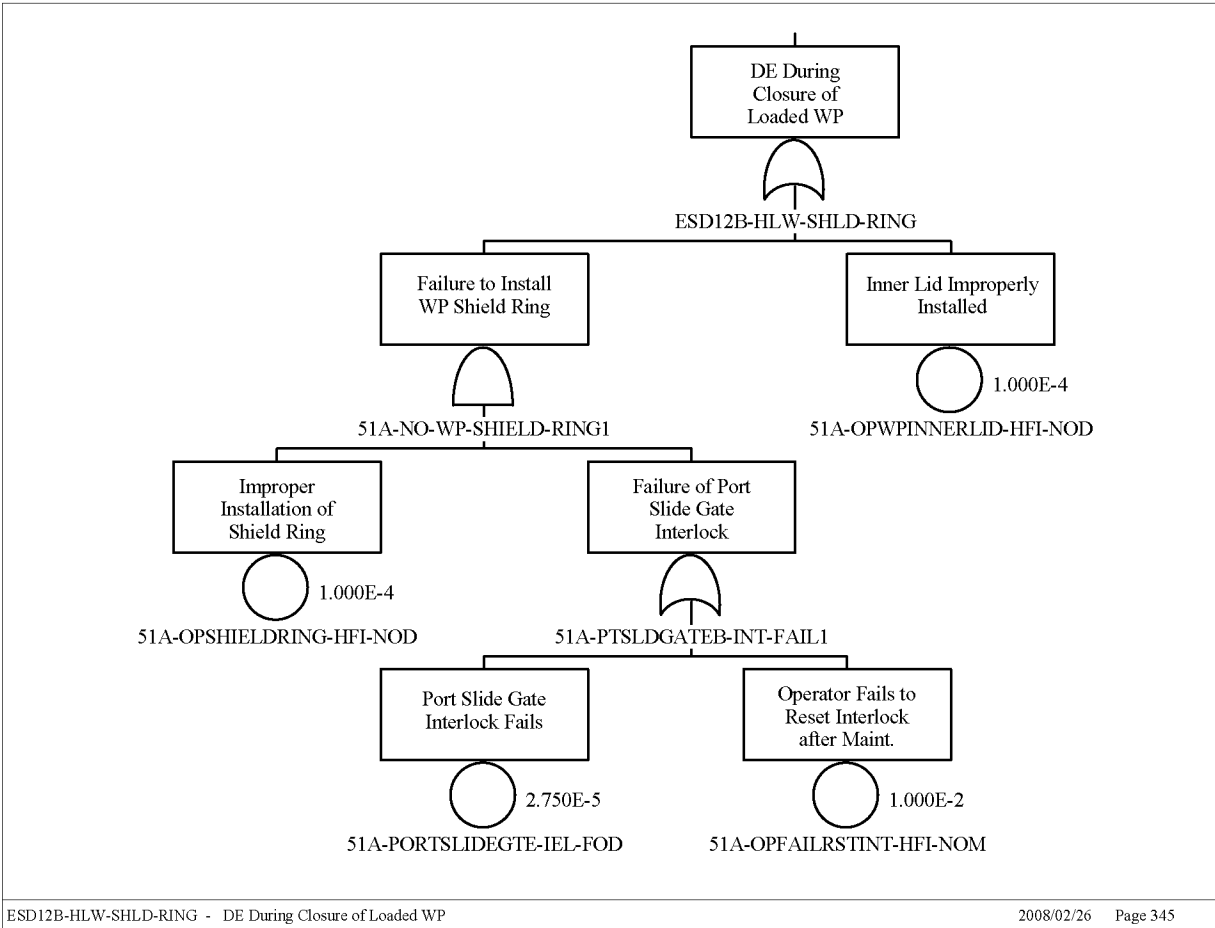 DE During
Closure of
Loaded WP
ESD12B-HLW-SHLD-RING
Failure to Install
WP Shield Ring
Inner Lid Improperly
Installed
1.000E-4
51A-NO-WP-SHIELD-RING1
51A-OPWPINNERLID-HFI-NOD
Improper
Installation of
Shield Ring
Failure of Port
Slide Gate
Interlock
1.000E-4
51A-OPSHIELDRING-HFI-NOD
51A-PTSLDGATEB-INT-FAIL1
Port Slide Gate
Interlock Fails
Operator Fails to
Reset Interlock
after Maint.
2.750E-5
1.000E-2
51A-PORTSLIDEGTE-IEL-FOD
51A-OPFAILRSTINT-HFI-NOM
ESD12B-HLW-SHLD-RING - DE During Closure of Loaded WP
2008/02/26 Page 345